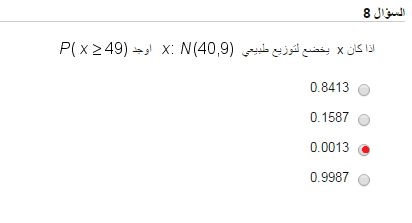 السؤال 8
اذا كان x يخضع لتوزيع طبيعي x: N(40,9) اوجد P( x ≥ 49)
0.8413
0.1587
0.0013
0.9987